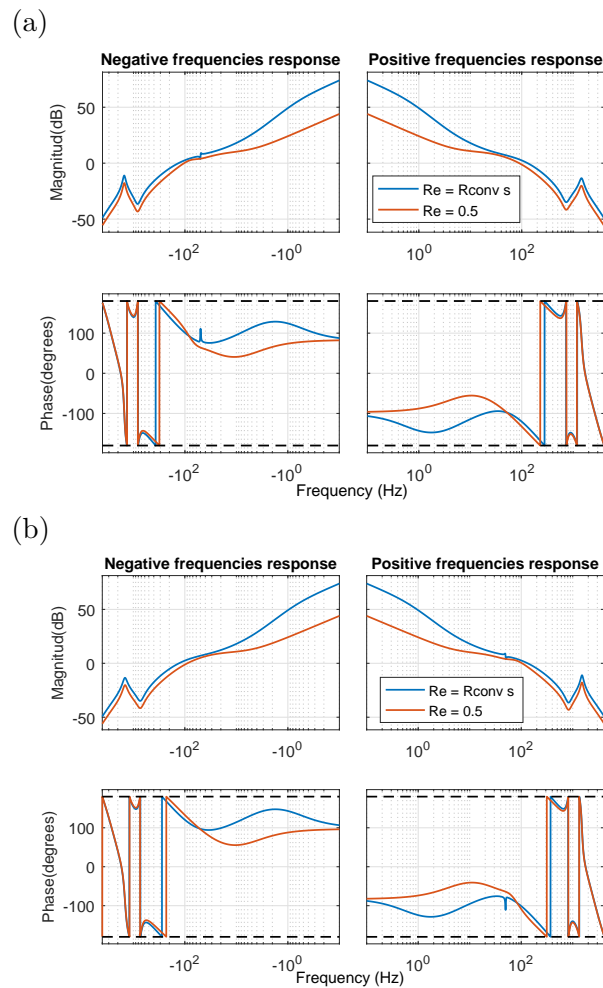 (a)
Negative frequencies response
Positive frequencies response
Magnitud(dB)
50
0
-50
Re = Rconv s
Re = 0.5
-10^2
-10^0
10^0
10^2
Phase(degrees)
100
0
-100
-10^2
-10^0
10^0
10^2
Frequency (Hz)
(b)
Negative frequencies response
Positive frequencies response
Magnitud(dB)
50
0
-50
Re = Rconv s
Re = 0.5
-10^2
-10^0
10^0
10^2
Phase(degrees)
100
0
-100
-10^2
-10^0
10^0
10^2
Frequency (Hz)